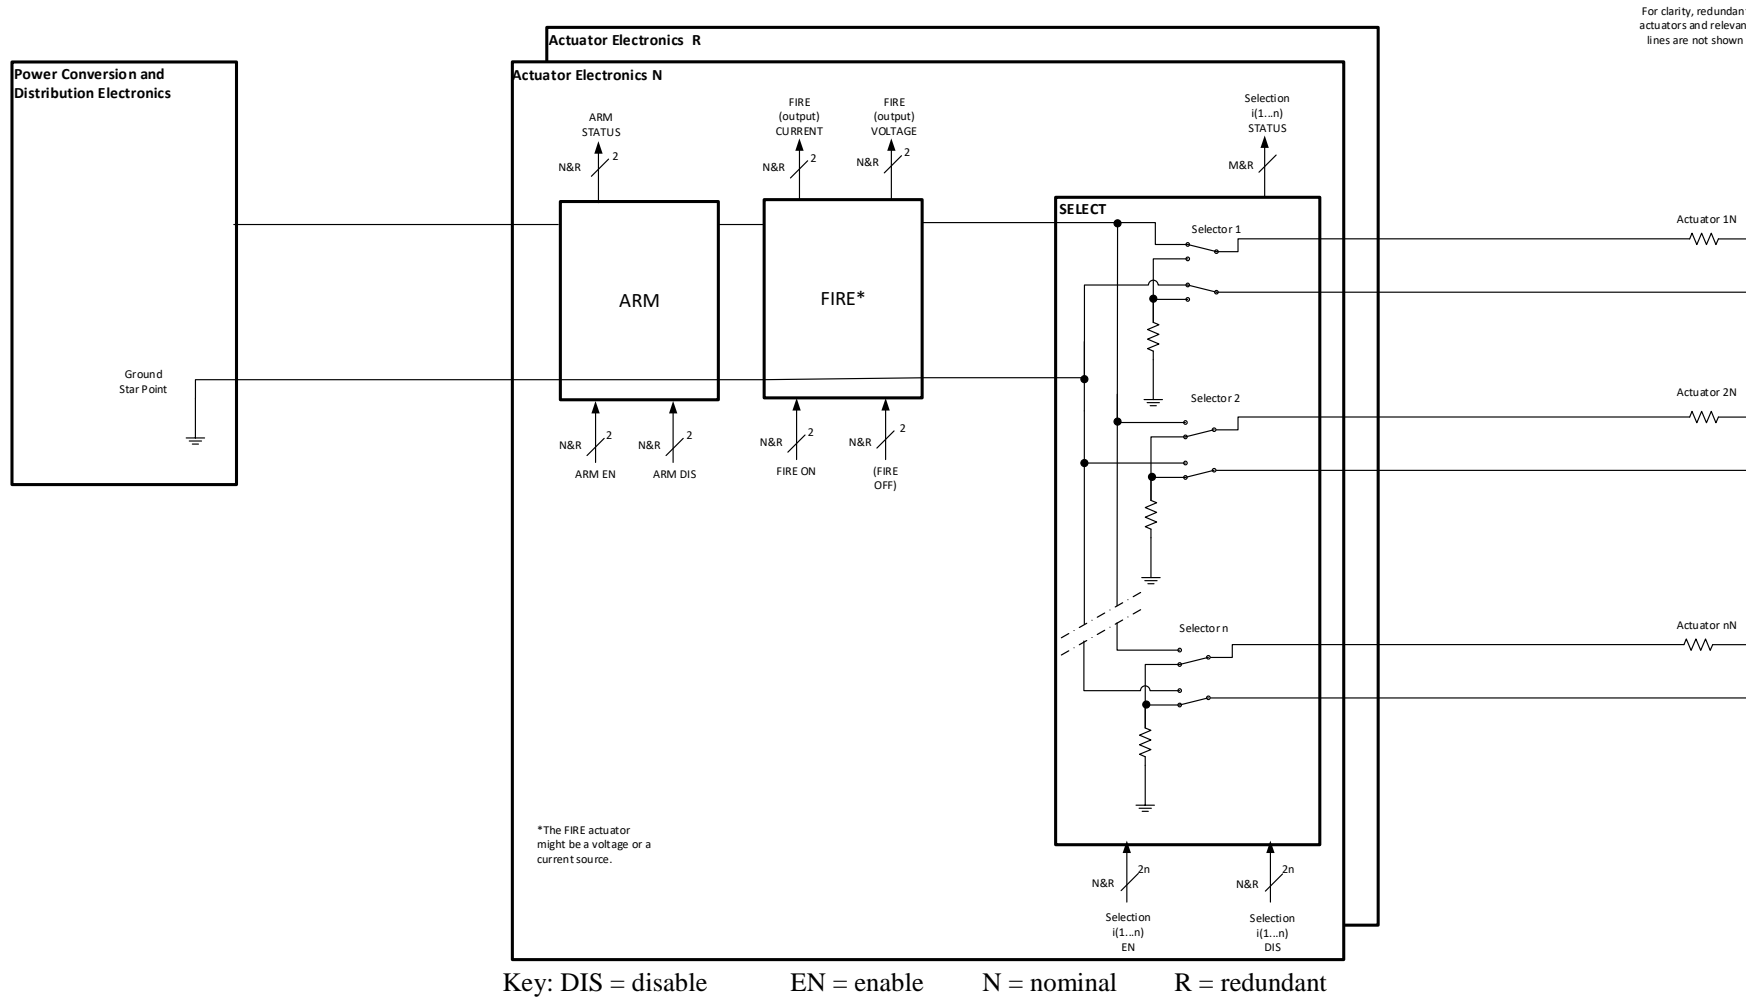 For clarity, redundan
actuators and relevan
lines are not shown
Actuator Electronics R
Power Conversion and
Distribution Electronics
Actuator Electronics N
ARM
STATUS
N&R
2
FIRE
(output)
CURRENT
N&R
2
FIRE
(output)
VOLTAGE
N&R
2
Selection
i(1...n)
STATUS
M&R
SELECT
Selector 1
Actuator 1N
ARM
FIRE*
Ground
Star Point
Selector 2
Actuator 2N
N&R
2
ARM EN
N&R
2
ARM DIS
N&R
2
FIRE ON
N&R
2
(FIRE
OFF)
Selector n
Actuator nN
*The FIRE actuator
might be a voltage or a
current source.
N&R
2n
Selection
i(1...n)
EN
N&R
2n
Selection
i(1...n)
DIS
Key: DIS = disable EN = enable N = nominal R = redundant